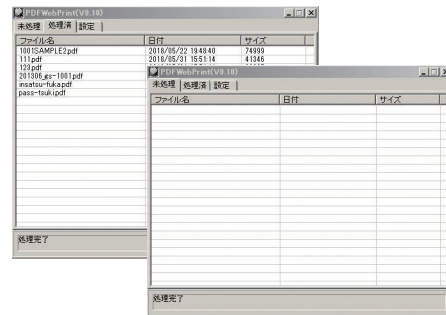 PDFWebPrint(V0.10)
未処理 処理済 設定
ファイル名 日付 サイズ
1001SAMPLE2.pdf 2018/05/22 19:48:40 74999
111.pdf 2018/05/31 15:51:14 41346
123.pdf
201306_gs-1001.pdf
insatsu-fuka.pdf
pass-tsuki.pdf
処理完了
PDFWebPrint(V0.10)
未処理 処理済 設定
ファイル名 日付 サイズ
処理完了